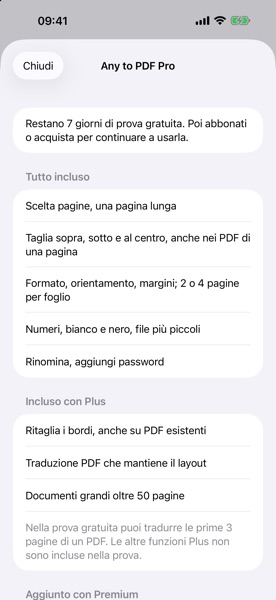 09:41
Chiudi
Any to PDF Pro
Restano 7 giorni di prova gratuita. Poi abbonati
o acquista per continuare a usarla.
Tutto incluso
Scelta pagine, una pagina lunga
Taglia sopra, sotto e al centro, anche nei PDF di
una pagina
Formato, orientamento, margini; 2 o 4 pagine
per foglio
Numeri, bianco e nero, file più piccoli
Rinomina, aggiungi password
Incluso con Plus
Ritaglia i bordi, anche su PDF esistenti
Traduzione PDF che mantiene il layout
Documenti grandi oltre 50 pagine
Nella prova gratuita puoi tradurre le prime 3
pagine di un PDF. Le altre funzioni Plus non
sono incluse nella prova.
Aggiunto con Premium